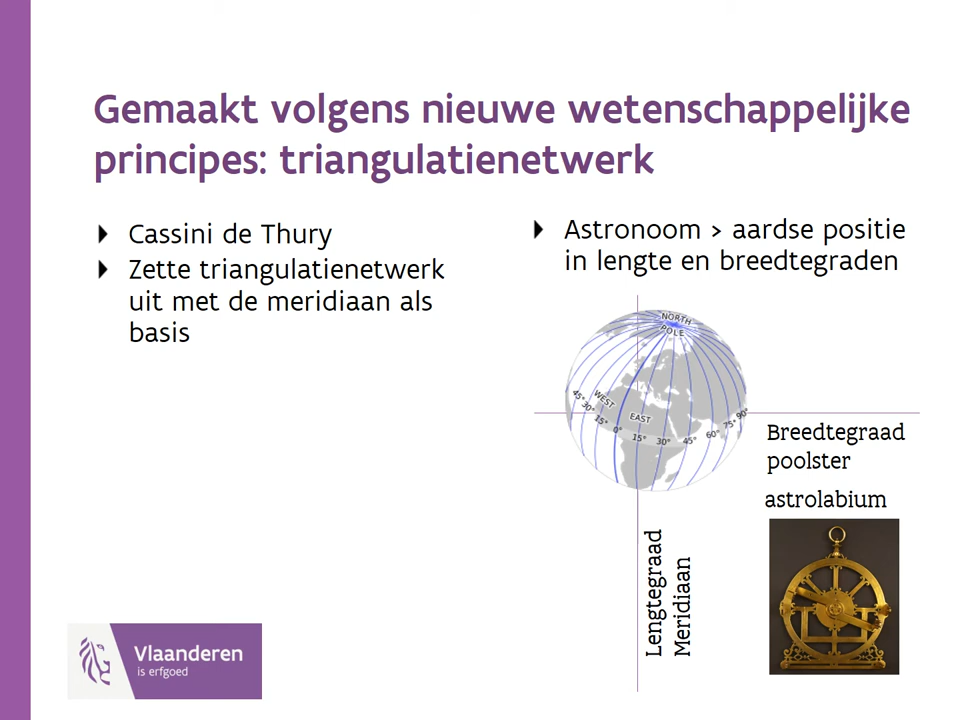 Gemaakt volgens nieuwe wetenschappelijke
principes: triangulatienetwerk
Cassini de Thury
Zette triangulatienetwerk
uit met de meridiaan als
basis
Astronoom > aardse positie
in lengte en breedtegraden
NORTH
POLE
WEST
EAST
45° 30° 15° 0° 15° 30° 45° 60° 75° 90°
Breedtegraad
poolster
astrolabium
Lengtegraad
Meridiaan
Vlaanderen
is erfgoed